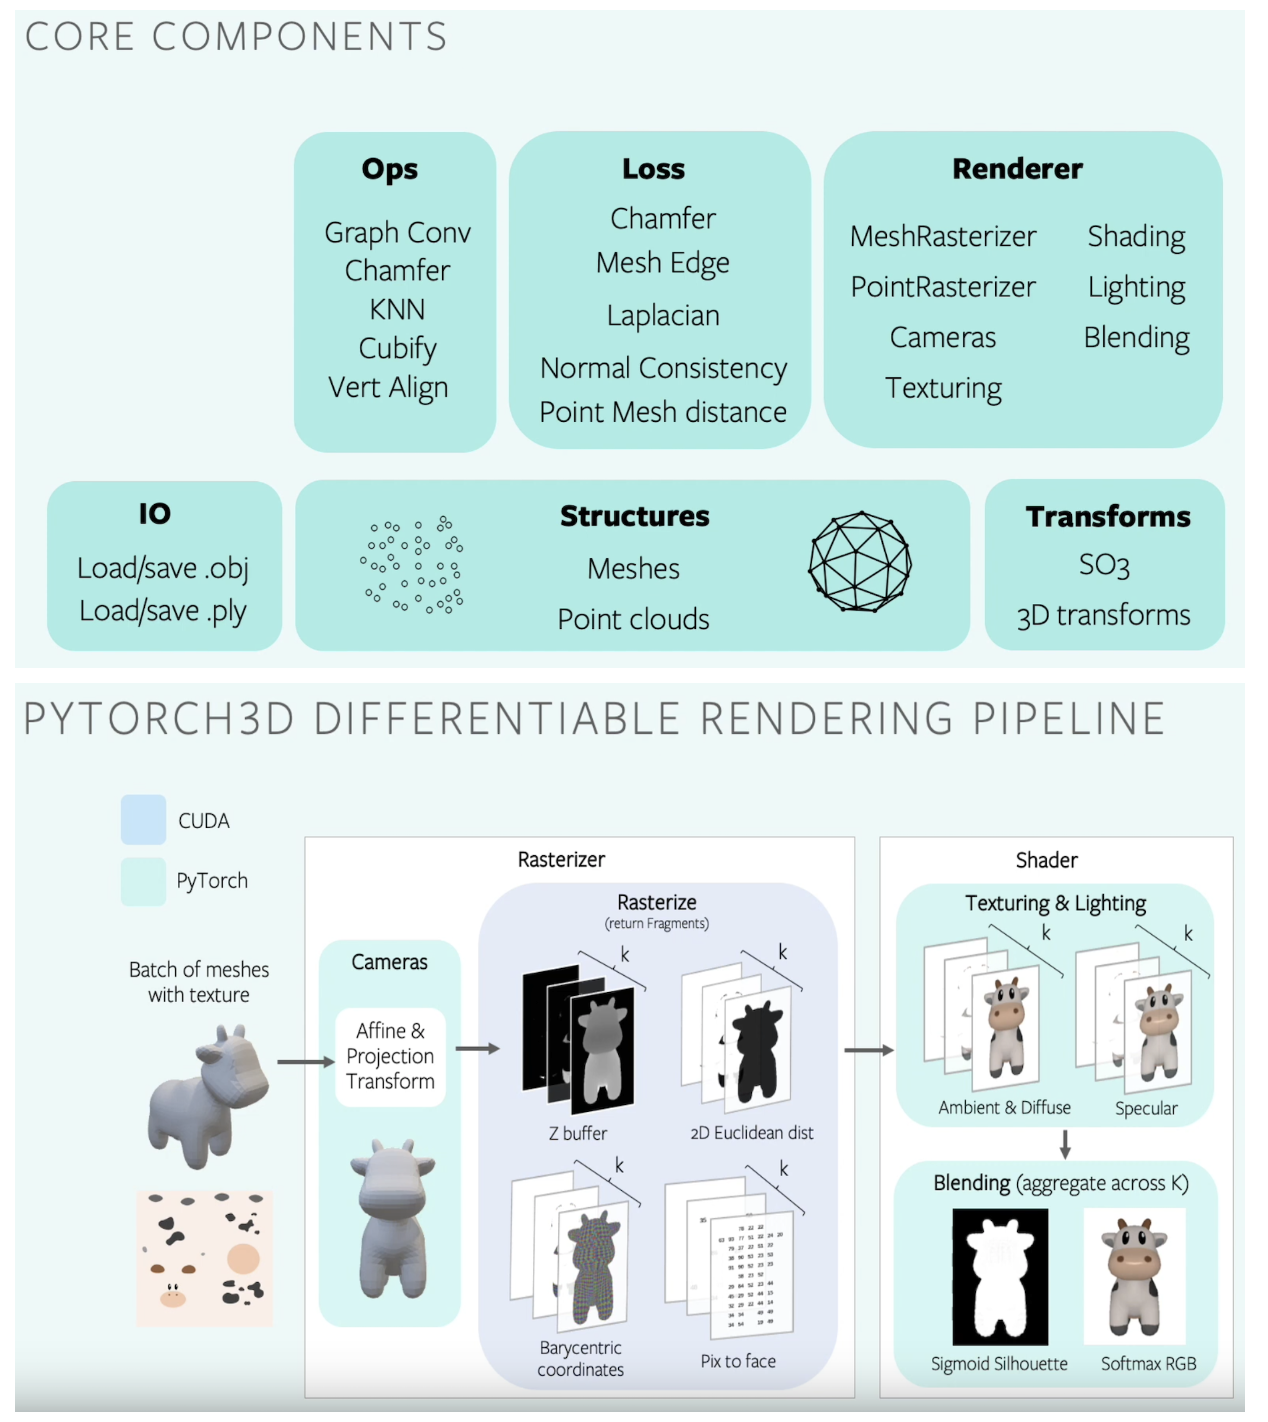 CORE COMPONENTS
Ops
Graph Conv
Chamfer
KNN
Cubify
Vert Align
Loss
Chamfer
Mesh Edge
Laplacian
Normal Consistency
Point Mesh distance
Renderer
MeshRasterizer
PointRasterizer
Cameras
Texturing
Shading
Lighting
Blending
IO
Load/save .obj
Load/save .ply
Structures
Meshes
Point clouds
Transforms
SO3
3D transforms
PYTORCH3D DIFFERENTIABLE RENDERING PIPELINE
CUDA
PyTorch
Batch of meshes
with texture
Rasterizer
Cameras
Affine &
Projection
Transform
Rasterize
(return Fragments)
k
Z buffer
k
2D Euclidean dist
k
Barycentric
coordinates
k
Pix to face
Shader
Texturing & Lighting
k
Ambient & Diffuse
k
Specular
Blending (aggregate across K)
Sigmoid Silhouette
Softmax RGB